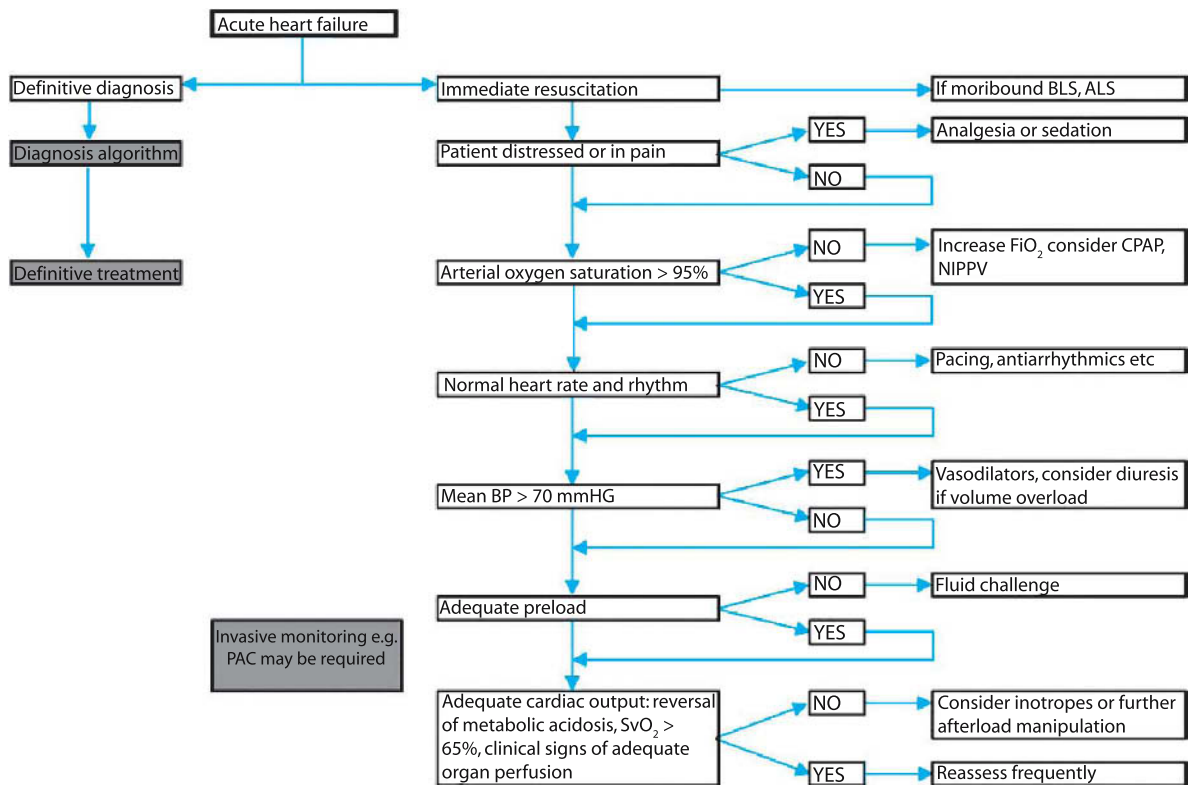 Acute heart failure
Definitive diagnosis
Immediate resuscitation
If moribund BLS, ALS
Diagnosis algorithm
Patient distressed or in pain
YES
Analgesia or sedation
NO
Definitive treatment
Arterial oxygen saturation > 95%
NO
Increase FiO₂ consider CPAP,
NIPPV
YES
Normal heart rate and rhythm
NO
Pacing, antiarrhythmics etc
YES
Mean BP > 70 mmHG
YES
Vasodilators, consider diuresis
if volume overload
NO
Adequate preload
NO
Fluid challenge
YES
Invasive monitoring e.g.
PAC may be required
Adequate cardiac output: reversal
of metabolic acidosis, SvO₂ >
65%, clinical signs of adequate
organ perfusion
NO
Consider inotropes or further
afterload manipulation
YES
Reassess frequently